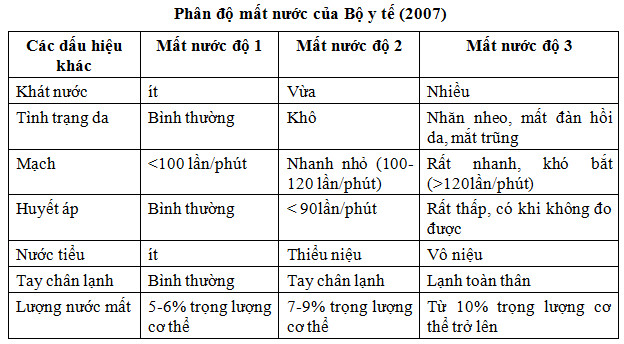 Phân độ mất nước của Bộ y tế (2007)
Các dấu hiệu khác
Mất nước độ 1
Mất nước độ 2
Mất nước độ 3
Khát nước
ít
Vừa
Nhiều
Tình trạng da
Bình thường
Khô
Nhăn nheo, mất đàn hồi
da, mắt trũng
Mạch
<100 lần/phút
Nhanh nhỏ (100-
120 lần/phút)
Rất nhanh, khó bắt
(>120lần/phút)
Huyết áp
Bình thường
< 90lần/phút
Rất thấp, có khi không đo
được
Nước tiểu
ít
Thiểu niệu
Vô niệu
Tay chân lạnh
Bình thường
Tay chân lạnh
Lạnh toàn thân
Lượng nước mất
5-6% trọng lượng
cơ thể
7-9% trọng lượng
cơ thể
Từ 10% trọng lượng cơ
thể trở lên